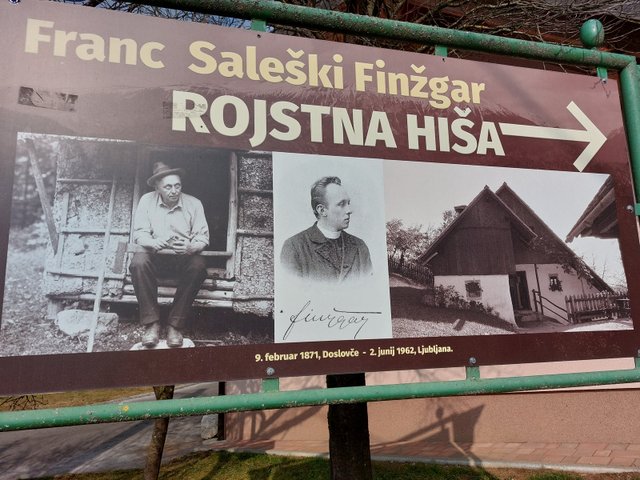 Franc Saleški Finžgar
ROJSTNA HIŠA
Finžgar
9. februar 1871, Doslovče - 2. junij 1962, Ljubljana.